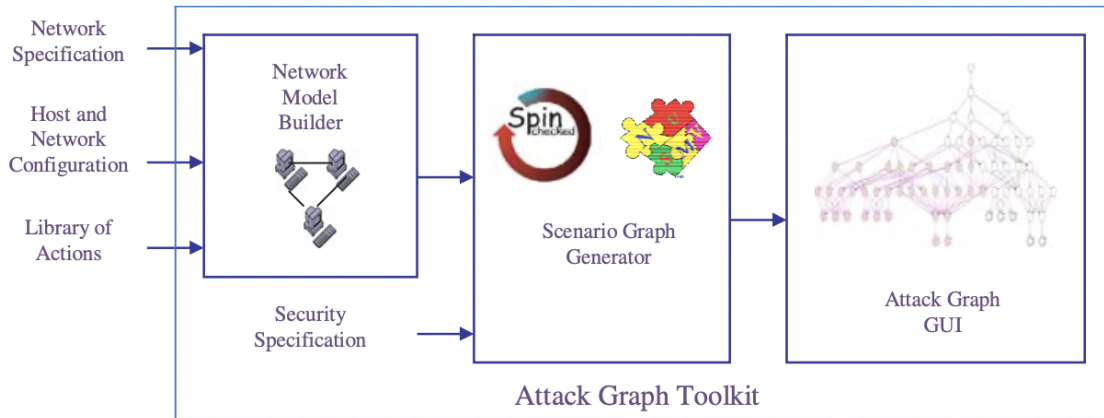 Network
Specification
Host and
Network
Configuration
Library of
Actions
Network
Model
Builder
Security
Specification
Spin
checked
N
U
S
M
V
Scenario Graph
Generator
Attack Graph
GUI
Attack Graph Toolkit